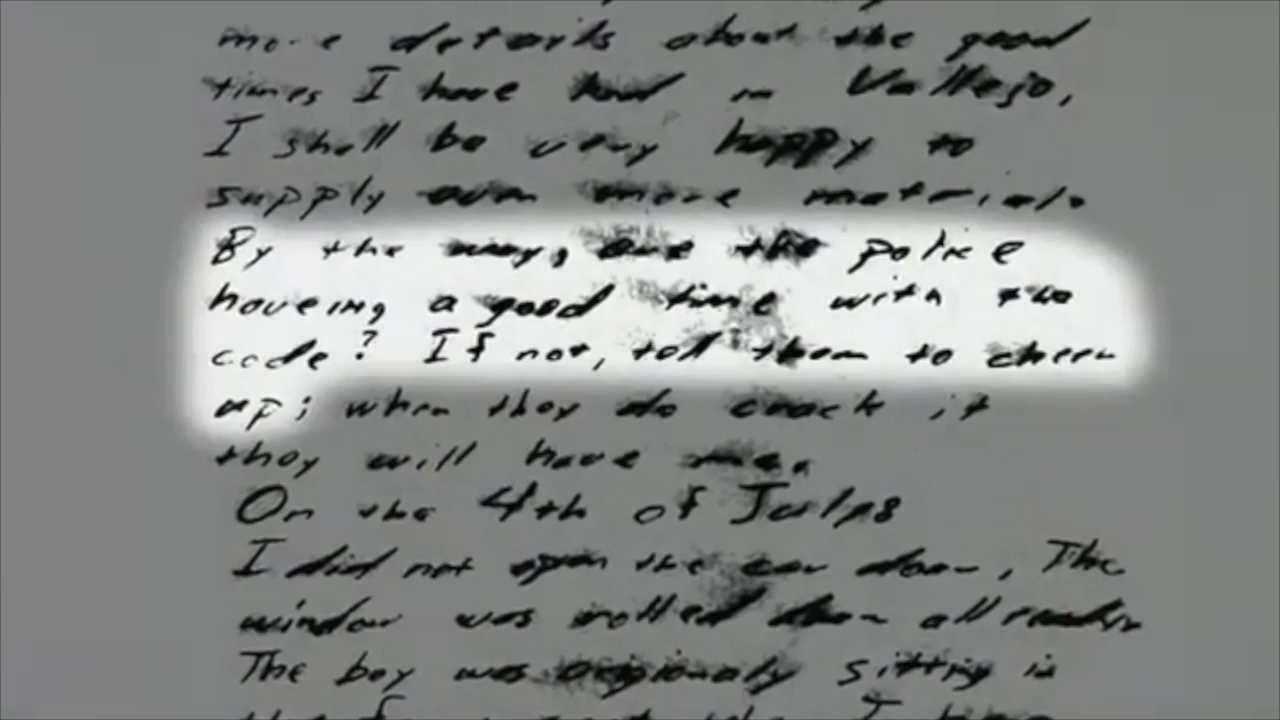 more details about the good
times I have had in Vallejo,
I shall be very happy to
supply even more material.
By the way, are the police
haveing a good time with the
code? If not, tell them to cheer
up; when they do crack it
they will have me.
On the 4th of July:
I did not open the car door, The
window was rolled down all ready
The boy was origionaly sitting in